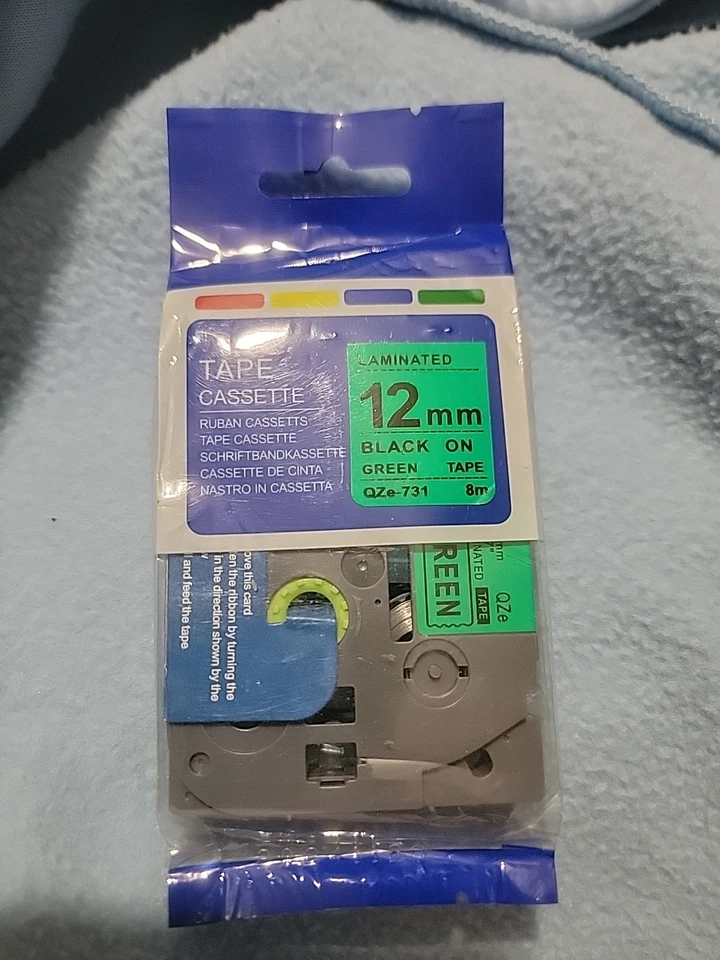 TAPE
CASSETTE
RUBAN CASSETTS
TAPE CASSETTE
SCHRIFTBANDKASSETTE
CASSETTE DE CINTA
NASTRO IN CASSETTA
LAMINATED
12mm
BLACK ON
GREEN TAPE
QZe-731 8m
ove this card
en the ribbon by turning the
in the direction shown by the
and feed the tape
REEN
NATED TAPE
mm QZe